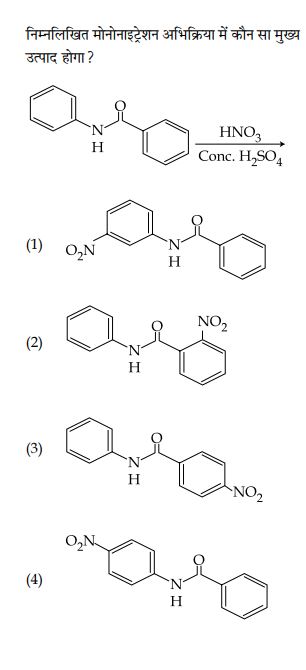 निम्नलिखित मोनोनाइट्रेशन अभिक्रिया में कौन सा मुख्य
उत्पाद होगा ?
O
N
H
HNO3
Conc. H2SO4
(1)
O2N
O
N
H
(2)
O
NO2
N
H
(3)
O
N
H
NO2
(4)
O2N
O
N
H